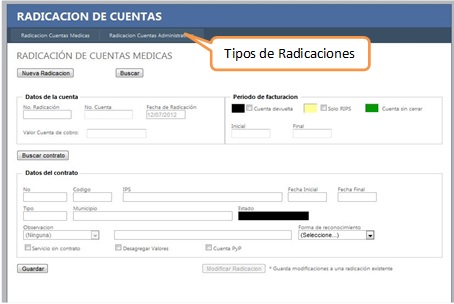 RADICACION DE CUENTAS
Radicacion Cuentas Medicas Radicacion Cuentas Administrati
Tipos de Radicaciones
RADICACIÓN DE CUENTAS MEDICAS
Nueva Radicacion Buscar
Datos de la cuenta Periodo de facturacion
No. Radicación No. Cuenta Fecha de Radicación Cuenta devuelta Solo RIPS Cuenta sin cerrar
12/07/2012
Valor Cuenta de cobro: Inicial Final
Buscar contrato
Datos del contrato
No. Codigo IPS Fecha Inicial Fecha Final
Tipo Municipio Estado
Observacion Forma de reconocimiento
(Ninguna) (Seleccione...)
Servicio sin contrato Desagregar Valores Cuenta PyP
Guardar Modificar Radicacion * Guarda modificaciones a una radicación existente